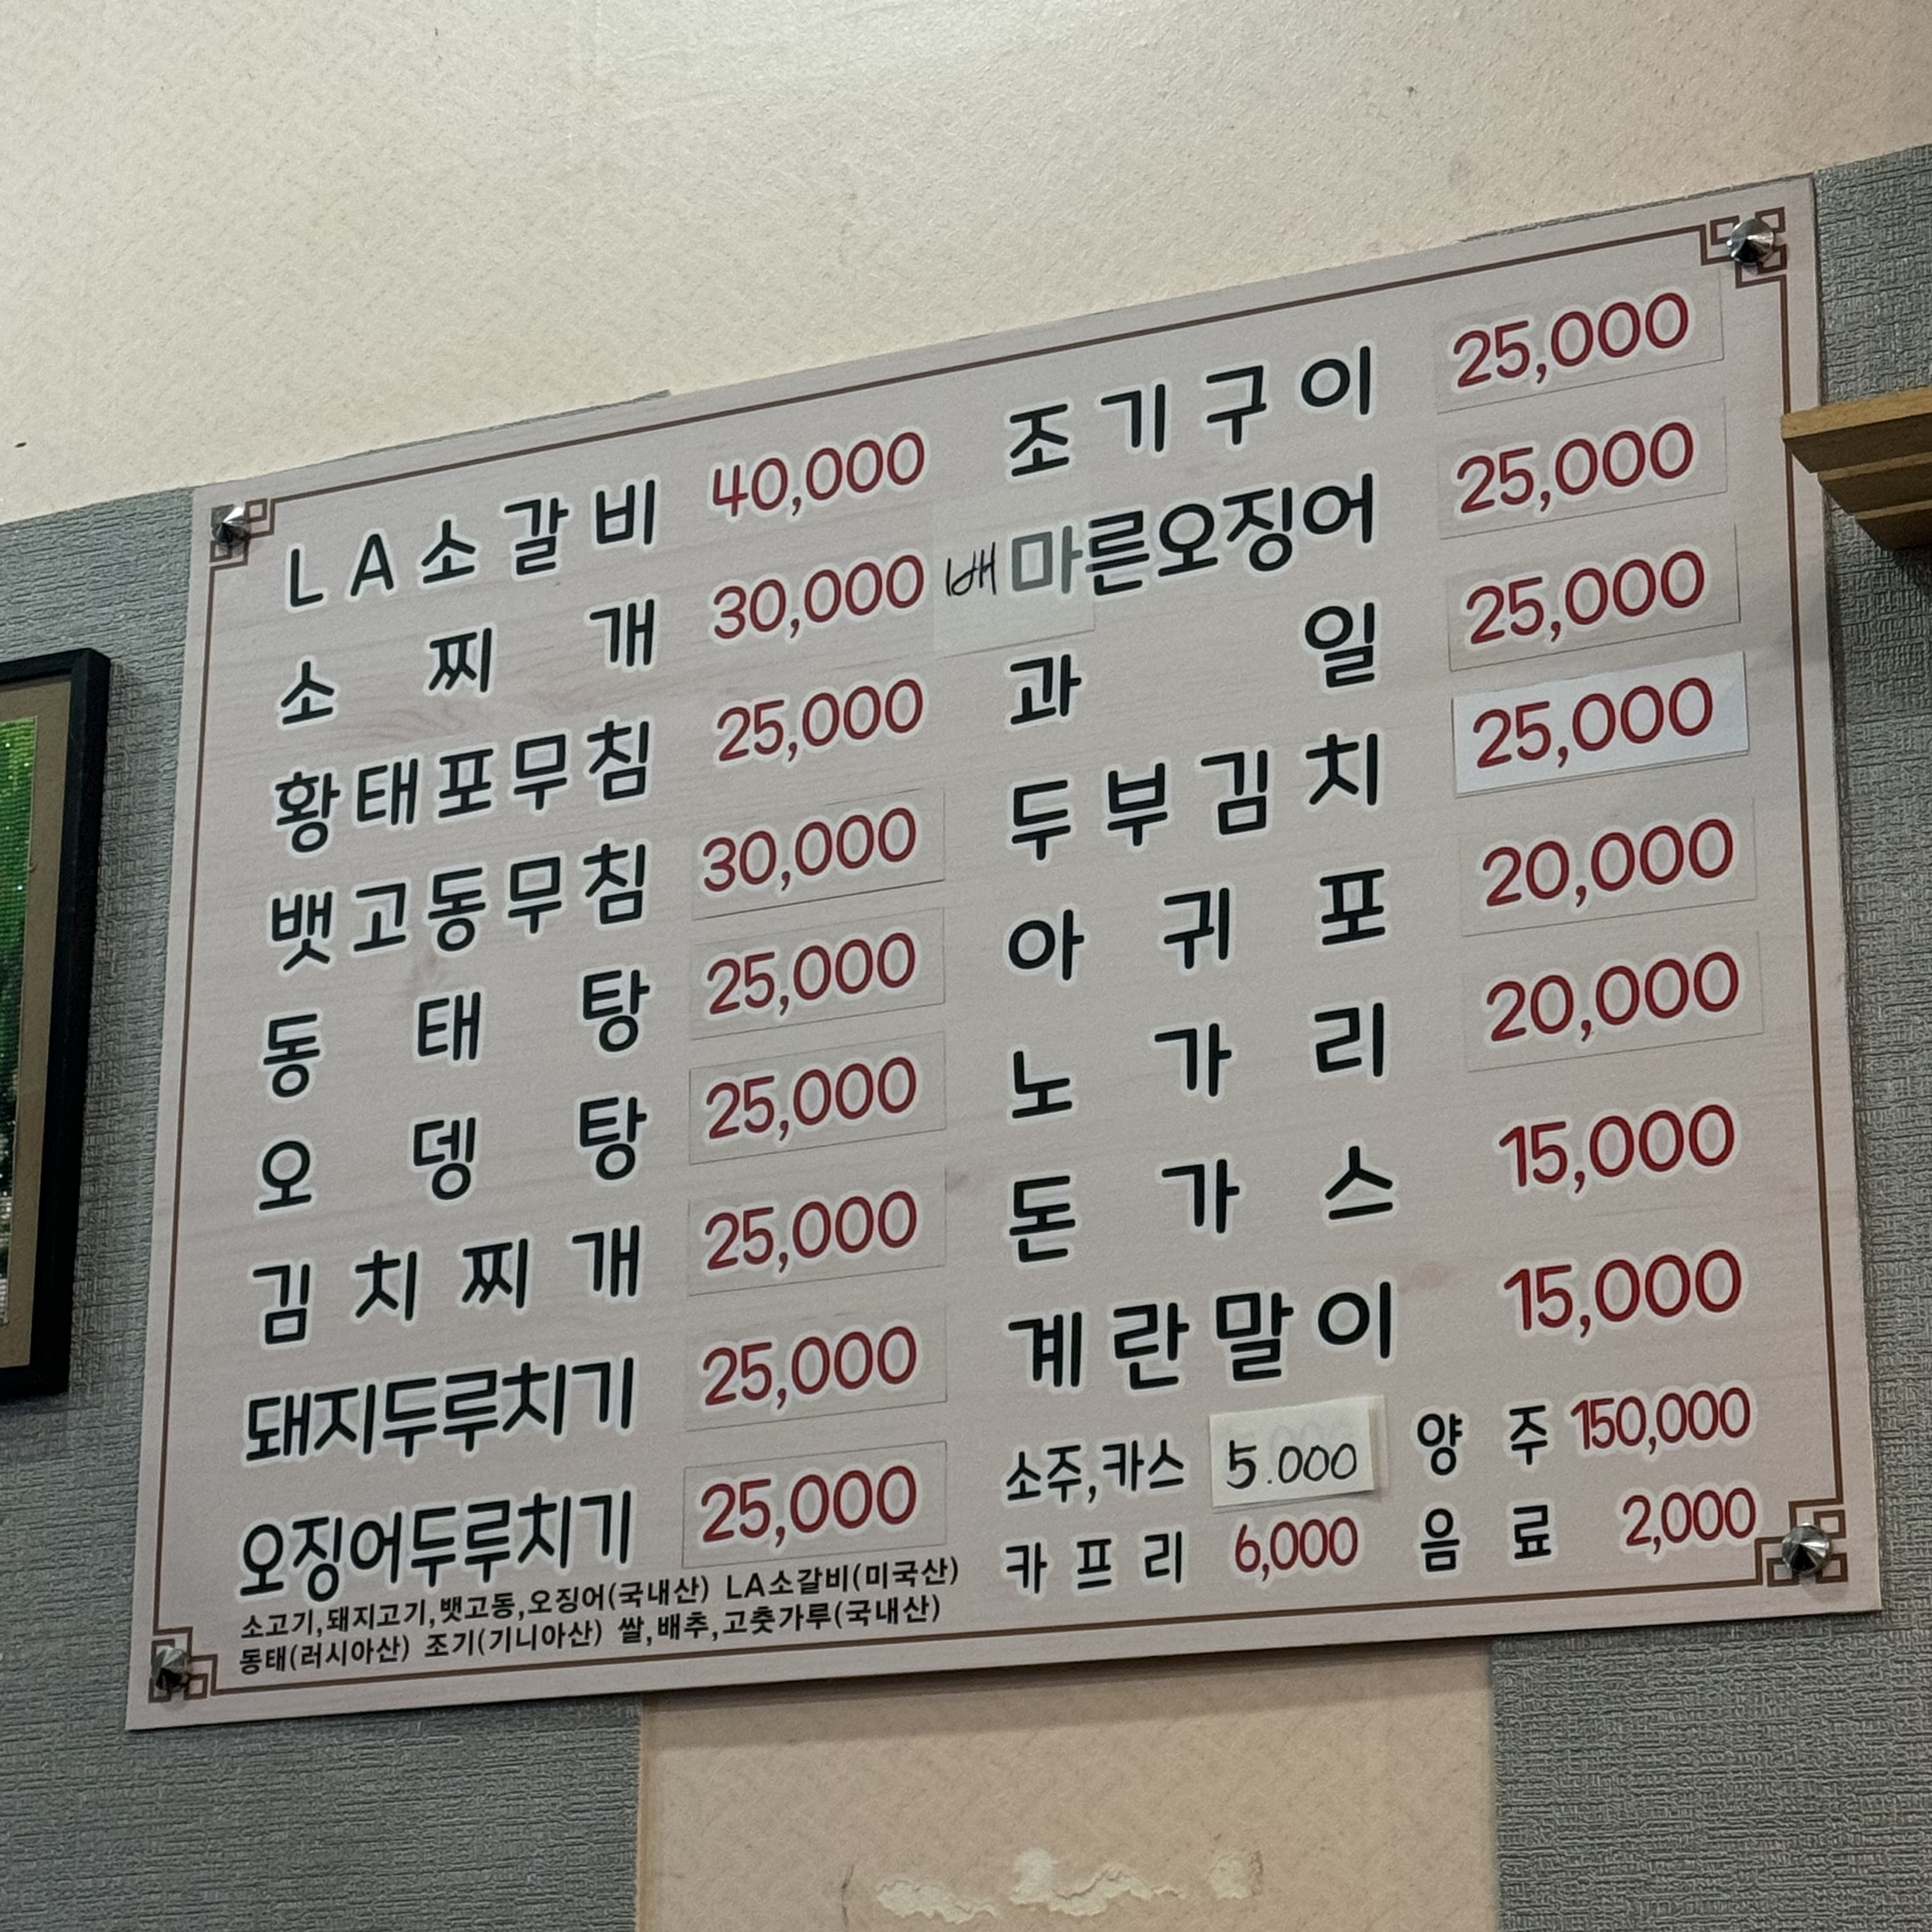 LA소갈비 40,000
소찌개 30,000
황태포무침 25,000
뱃고동무침 30,000
동태탕 25,000
오뎅탕 25,000
김치찌개 25,000
돼지두루치기 25,000
오징어두루치기 25,000
소고기,돼지고기,뱃고동,오징어(국내산) LA소갈비(미국산)
동태(러시아산) 조기(기니아산) 쌀,배추,고춧가루(국내산)
조기구이 25,000
배마른오징어 25,000
과일 25,000
두부김치 25,000
아귀포 20,000
노가리 20,000
돈가스 15,000
계란말이 15,000
소주,카스 5.000 양주 150,000
카프리 6,000 음료 2,000